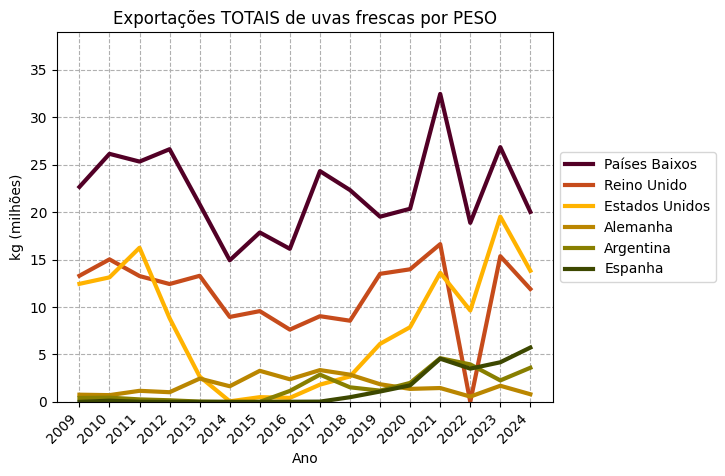 Exportações TOTAIS de uvas frescas por PESO
kg (milhões)
35
30
25
20
15
10
5
0
2009
2010
2011
2012
2013
2014
2015
2016
2017
2018
2019
2020
2021
2022
2023
2024
Ano
Países Baixos
Reino Unido
Estados Unidos
Alemanha
Argentina
Espanha